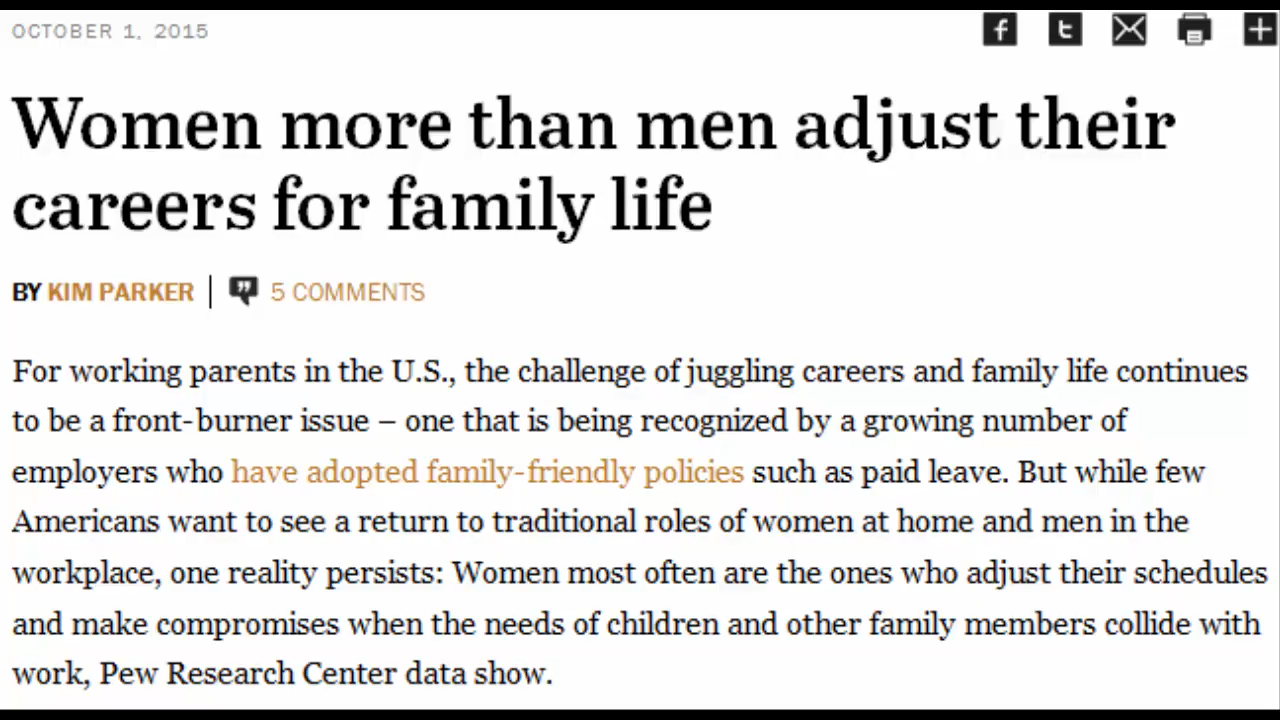 OCTOBER 1, 2015
Women more than men adjust their
careers for family life
BY KIM PARKER | 5 COMMENTS
For working parents in the U.S., the challenge of juggling careers and family life continues
to be a front-burner issue – one that is being recognized by a growing number of
employers who have adopted family-friendly policies such as paid leave. But while few
Americans want to see a return to traditional roles of women at home and men in the
workplace, one reality persists: Women most often are the ones who adjust their schedules
and make compromises when the needs of children and other family members collide with
work, Pew Research Center data show.